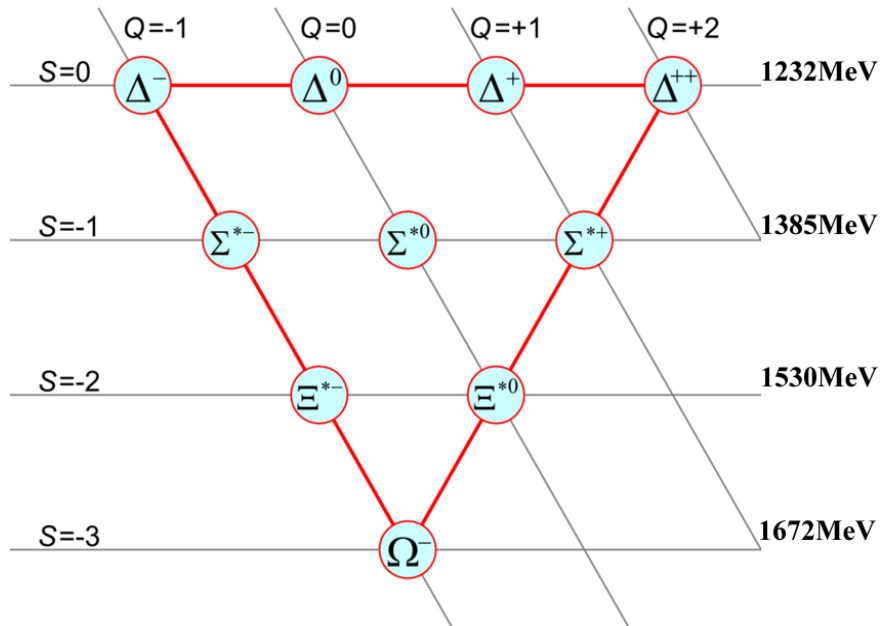 Q=-1 Q=0 Q=+1 Q=+2
S=0 Δ⁻ Δ⁰ Δ⁺ Δ⁺⁺ 1232MeV
S=-1 Σ*⁻ Σ*⁰ Σ*⁺ 1385MeV
S=-2 Ξ*⁻ Ξ*⁰ 1530MeV
S=-3 Ω⁻ 1672MeV